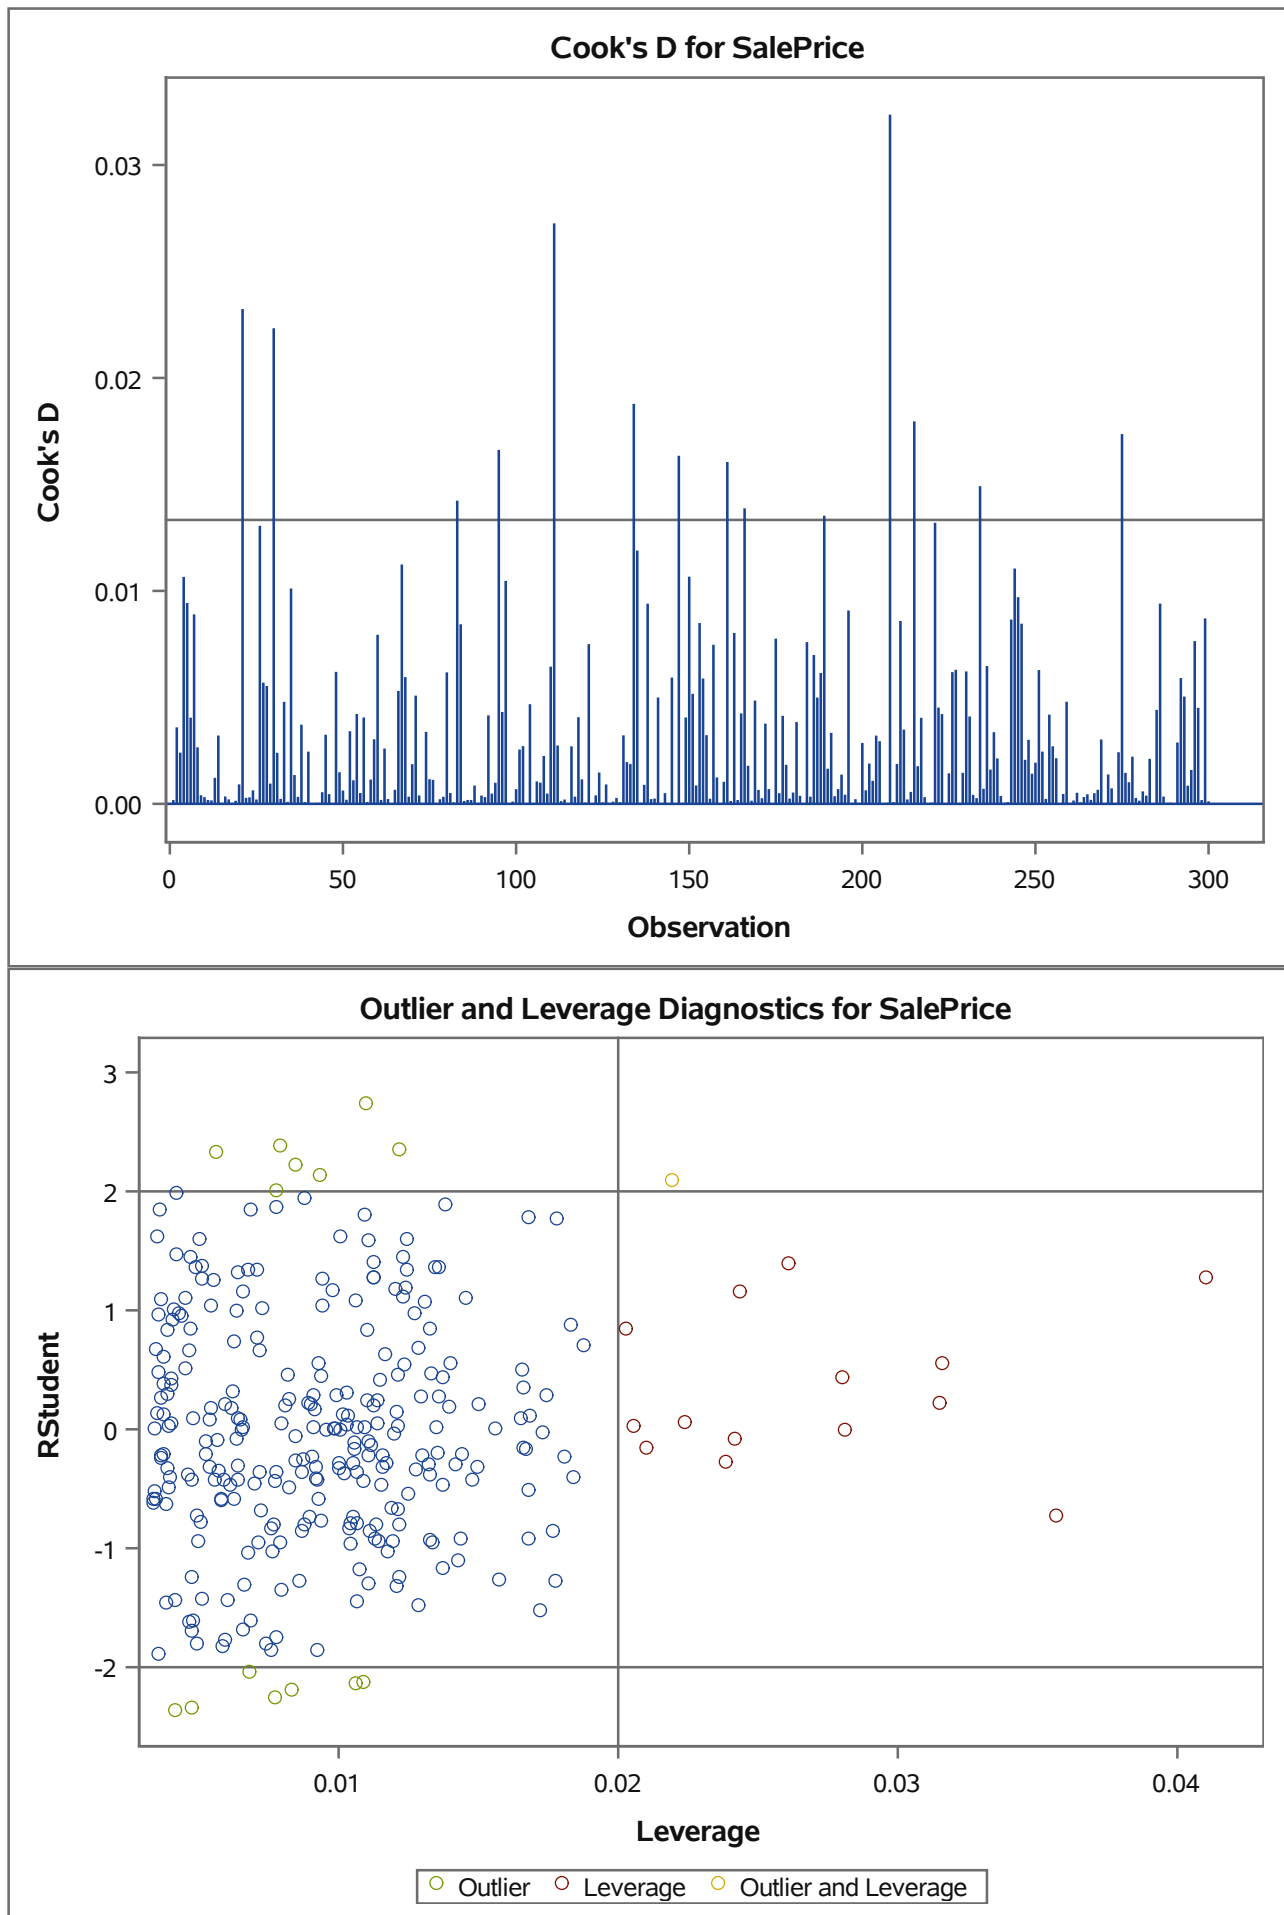 Cook's D for SalePrice
0.03
0.02
0.01
0.00
Cook's D
0 50 100 150 200 250 300
Observation
Outlier and Leverage Diagnostics for SalePrice
3
2
1
0
-1
-2
RStudent
0.01 0.02 0.03 0.04
Leverage
Outlier Leverage Outlier and Leverage